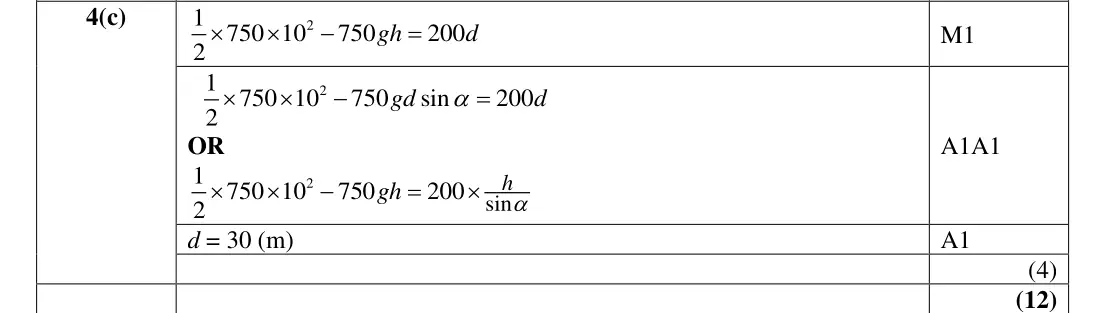 4(c)
1/2 × 750 × 10² − 750gh = 200d
M1
1/2 × 750 × 10² − 750gd sin α = 200d
OR
A1A1
1/2 × 750 × 10² − 750gh = 200 × h/sin α
d = 30 (m)
A1
(4)
(12)